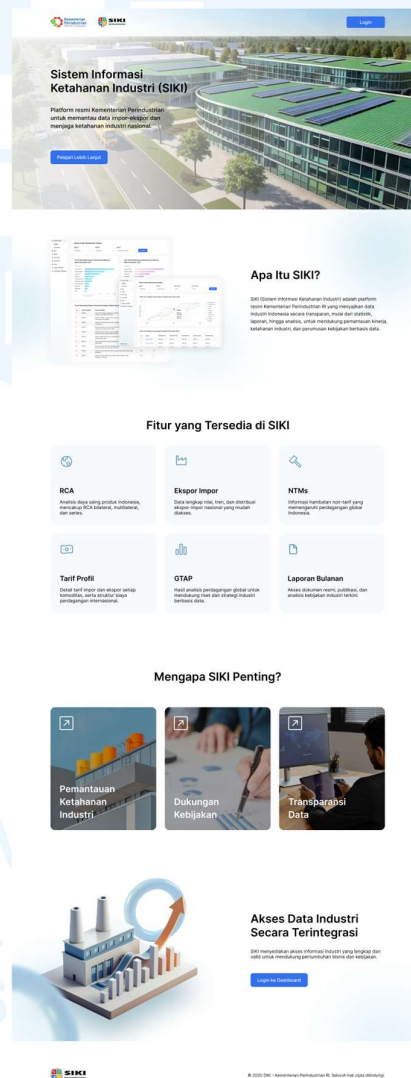 Kementerian
Perindustrian
SIKI
Login
Sistem Informasi
Ketahanan Industri (SIKI)
Platform resmi Kementerian Perindustrian
untuk memantau data impor-ekspor dan
menjaga ketahanan industri nasional.
Pelajari Lebih Lanjut
Apa Itu SIKI?
SIKI (Sistem Informasi Ketahanan Industri) adalah platform
resmi Kementerian Perindustrian RI yang menyajikan data
industri Indonesia secara transparan, mulai dari statistik,
laporan, hingga analisis, untuk mendukung pemantauan kinerja,
ketahanan industri, dan perumusan kebijakan berbasis data.
Fitur yang Tersedia di SIKI
RCA
Analisis daya saing produk Indonesia,
mencakup RCA bilateral, multilateral,
dan series.
Ekspor Impor
Data lengkap nilai, tren, dan distribusi
ekspor-impor nasional yang mudah
diakses.
NTMs
Informasi hambatan non-tarif yang
memengaruhi perdagangan global
Indonesia.
Tarif Profil
Detail tarif impor dan ekspor setiap
komoditas, serta struktur biaya
perdagangan internasional.
GTAP
Hasil analisis perdagangan global untuk
mendukung riset dan strategi industri
berbasis data.
Laporan Bulanan
Akses dokumen resmi, publikasi, dan
analisis kebijakan industri terkini.
Mengapa SIKI Penting?
Pemantauan
Ketahanan
Industri
Dukungan
Kebijakan
Transparansi
Data
Akses Data Industri
Secara Terintegrasi
SIKI menyediakan akses informasi industri yang lengkap dan
valid untuk mendukung pertumbuhan bisnis dan kebijakan.
Login ke Dashboard
SIKI
© 2025 SIKI - Kementerian Perindustrian RI. Seluruh hak cipta dilindungi